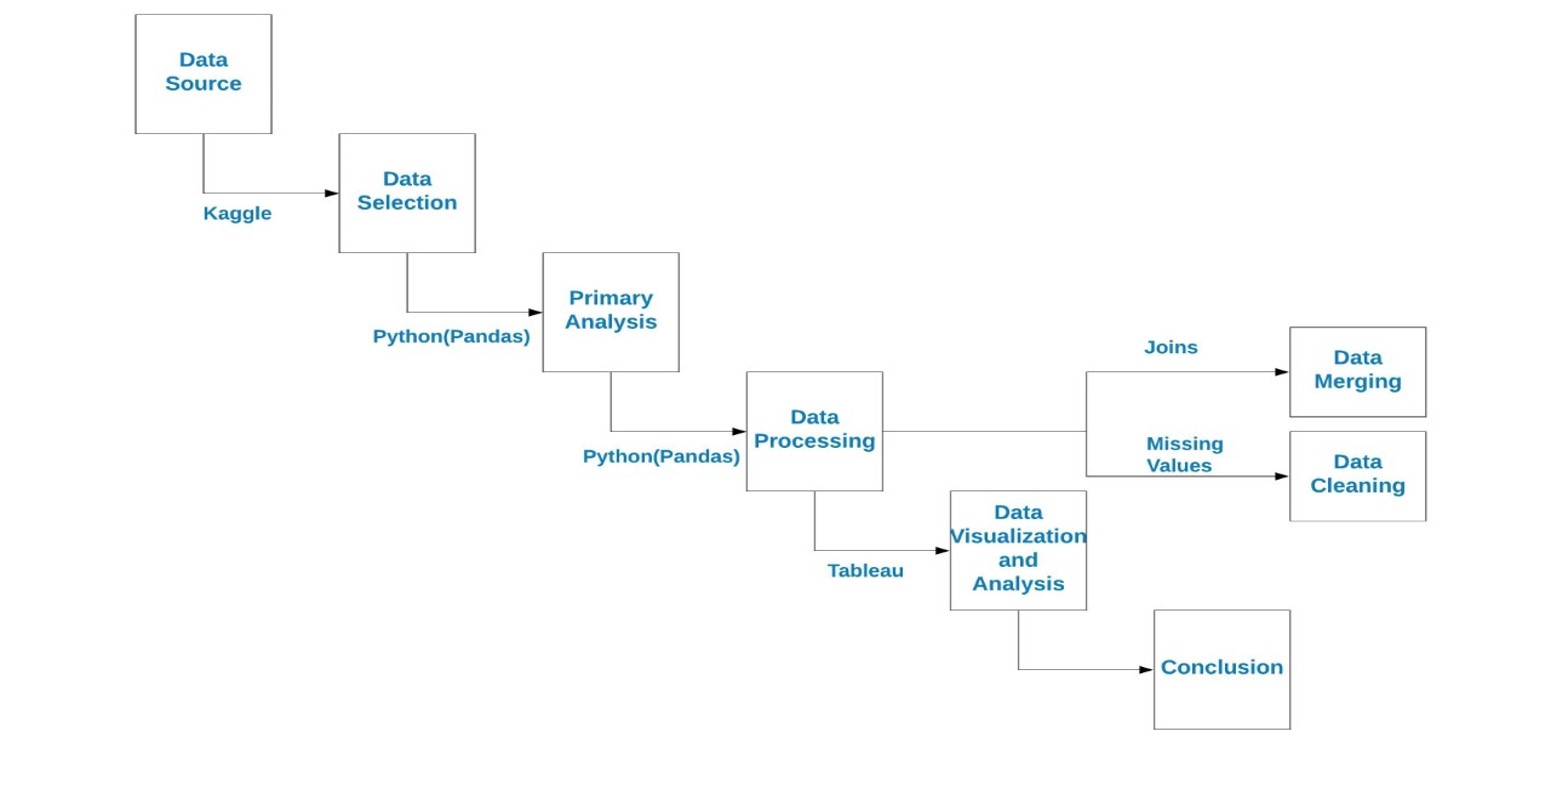 Data
Source
Kaggle
Data
Selection
Python(Pandas)
Primary
Analysis
Python(Pandas)
Data
Processing
Joins
Data
Merging
Missing
Values
Data
Cleaning
Tableau
Data
Visualization
and
Analysis
Conclusion